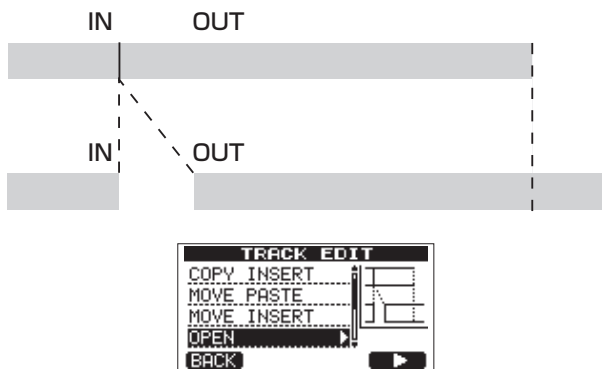 IN OUT
IN OUT
TRACK EDIT
COPY INSERT
MOVE PASTE
MOVE INSERT
OPEN
BACK